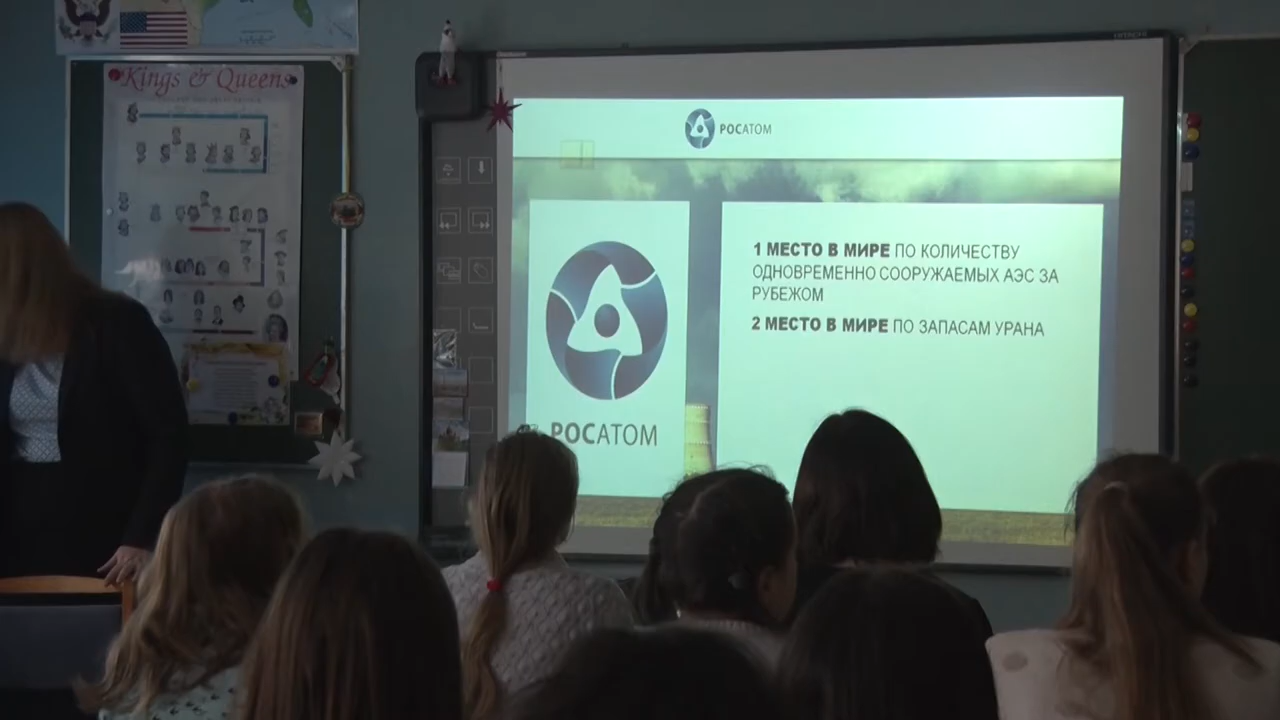 Kings & Queens
HITACHI
РОСАТОМ
1 МЕСТО В МИРЕ ПО КОЛИЧЕСТВУ
ОДНОВРЕМЕННО СООРУЖАЕМЫХ АЭС ЗА
РУБЕЖОМ
2 МЕСТО В МИРЕ ПО ЗАПАСАМ УРАНА
РОСАТОМ